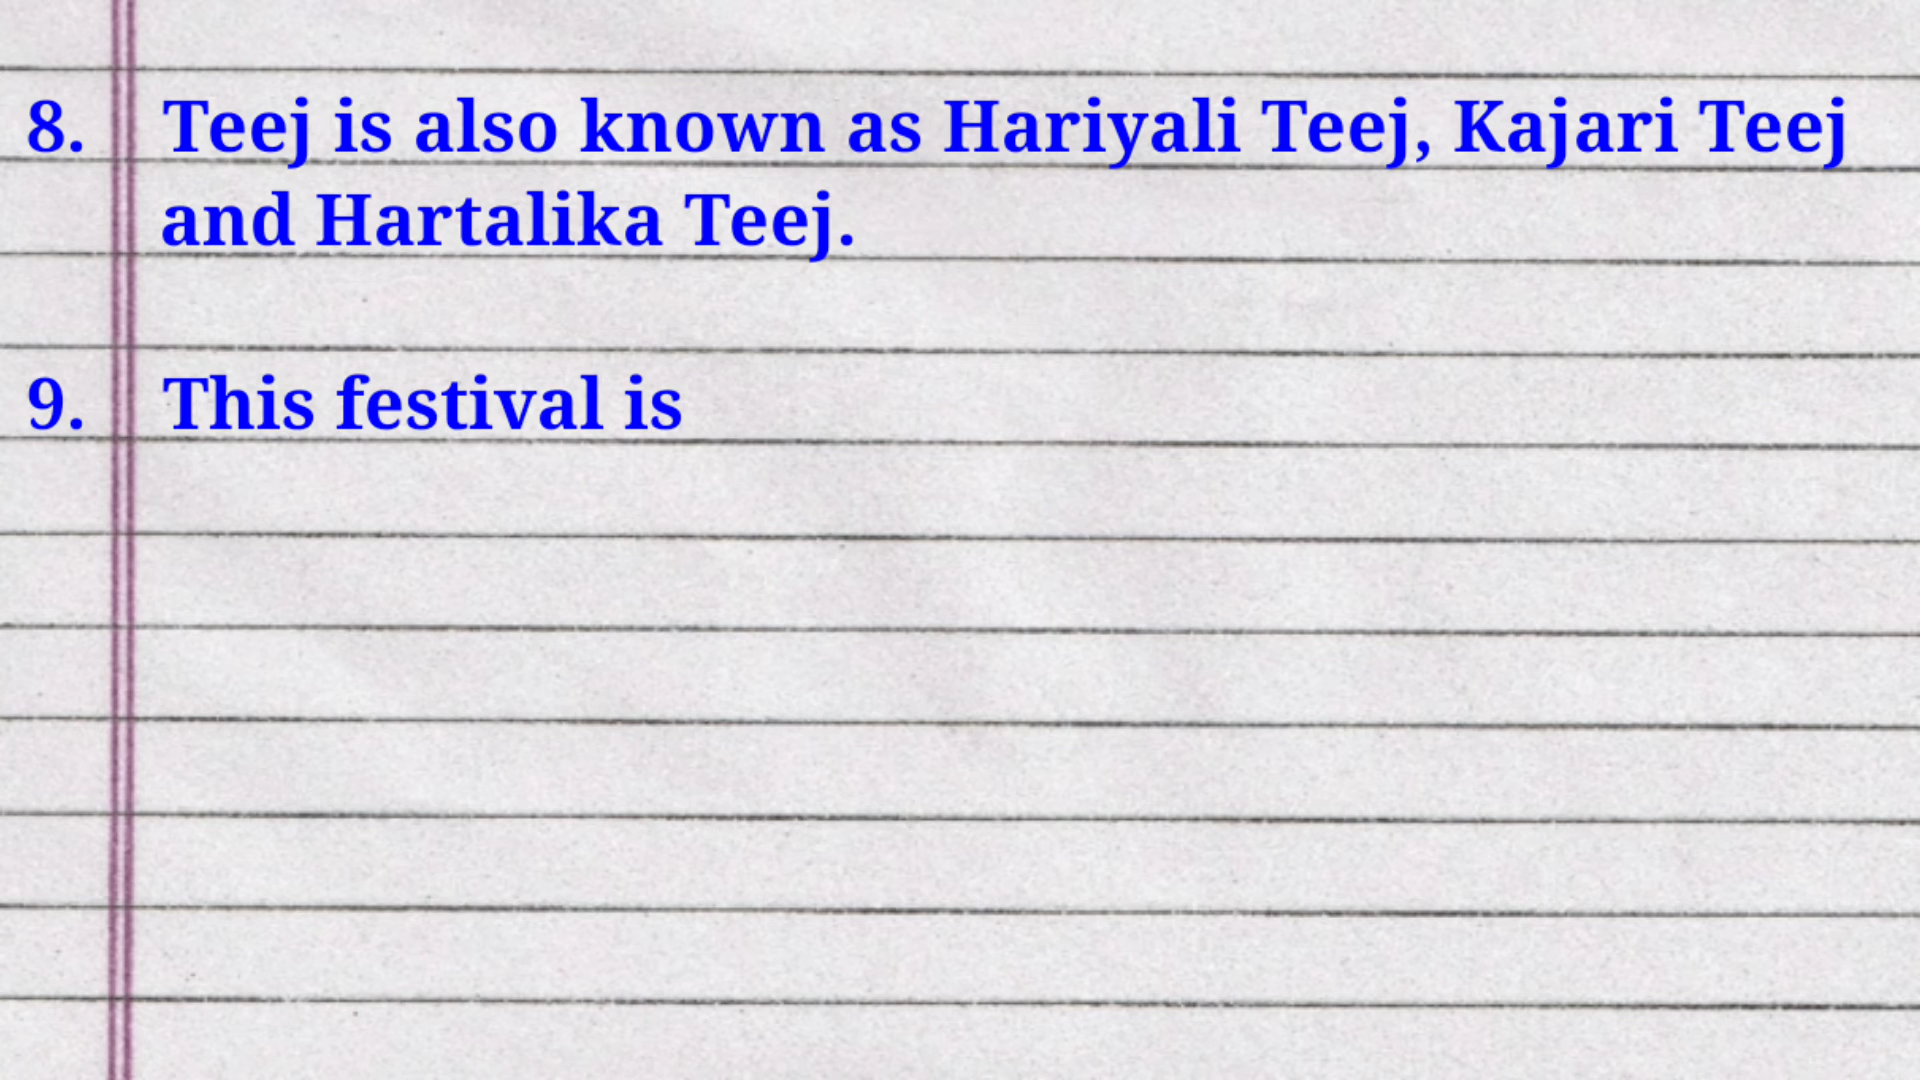 8. Teej is also known as Hariyali Teej, Kajari Teej
and Hartalika Teej.
9. This festival is